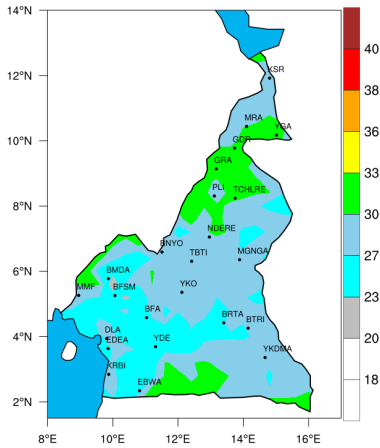 14°N
12°N
10°N
8°N
6°N
4°N
2°N
8°E 10°E 12°E 14°E 16°E
KSR
MRA
YGA
GDR
GRA
PLI
TCHLRE
NDERE
BNYO
TBTI
MGNGA
BMDA
MMF
BFSM
YKO
BFA
BRTA
BTRI
DLA
EDEA
YDE
YKDMA
KRBI
EBWA
40
38
36
33
30
27
23
20
18